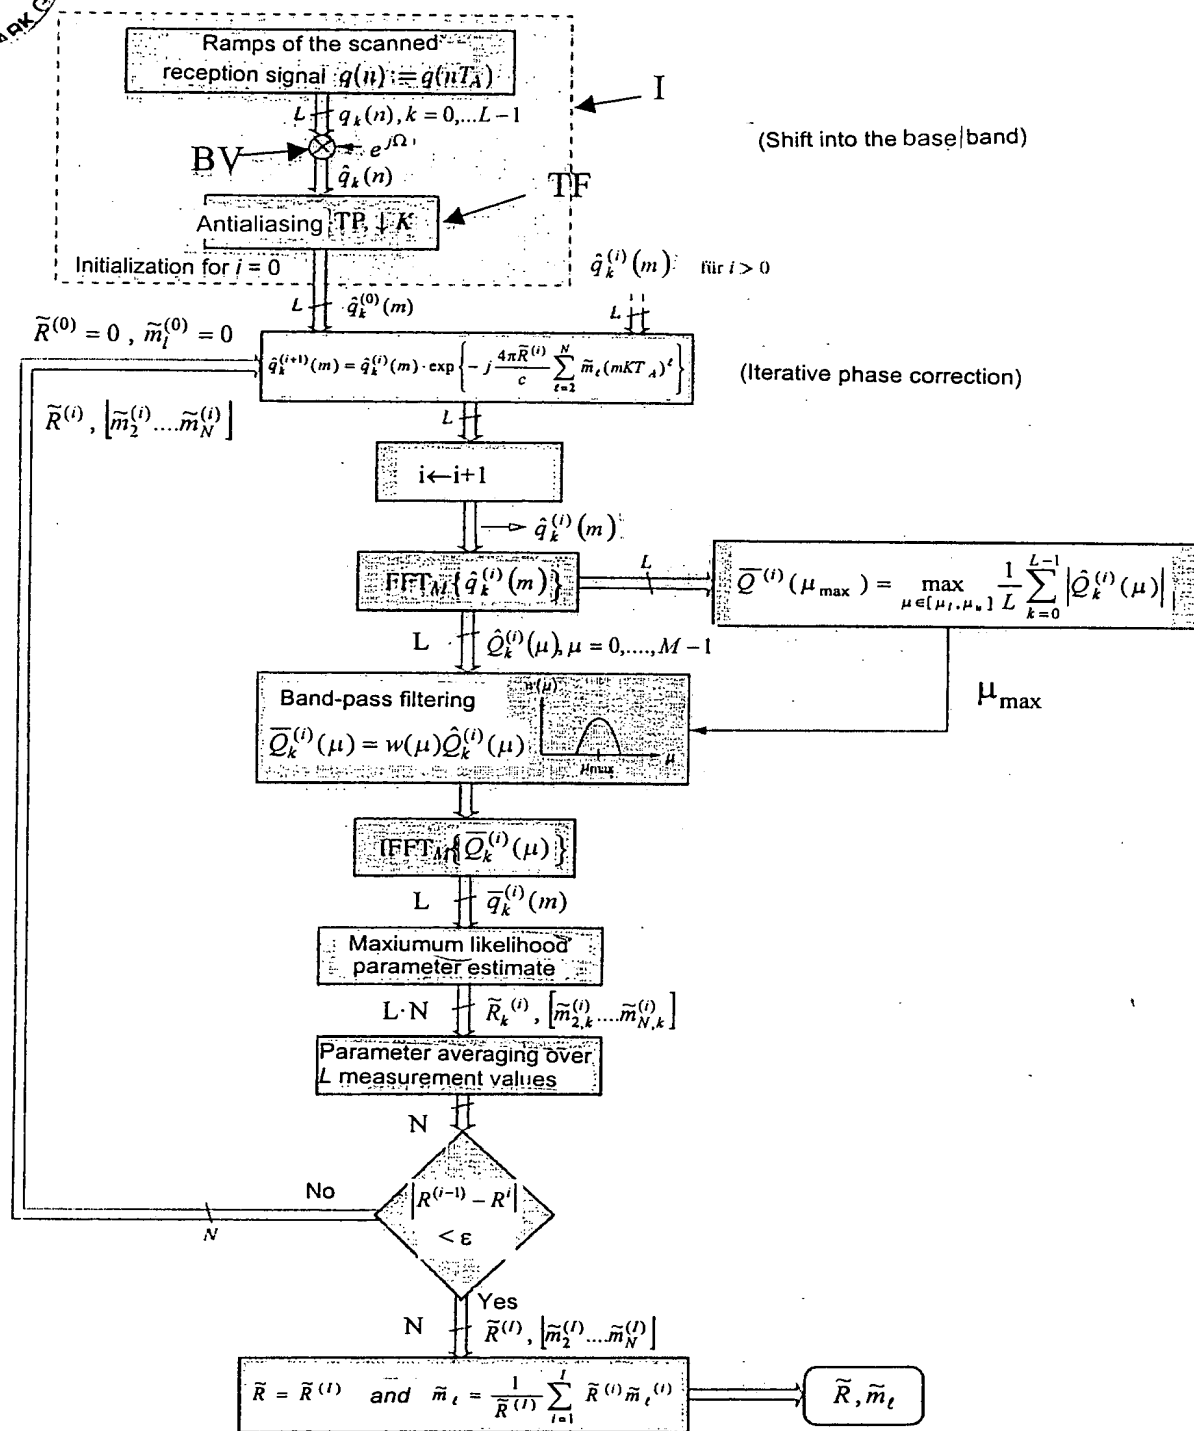 ARK
Ramps of the scanned
reception signal q(n) := q(nT_A)
L q_k(n), k = 0,...L−1
I
(Shift into the base band)
BV e^{jΩ}
q̂_k(n)
TF
Antialiasing TP, ↓ K
Initialization for i = 0
q̂_k^{(i)}(m) für i > 0
L q̂_k^{(0)}(m)
L
R̃^{(0)} = 0 , m̃_l^{(0)} = 0
q̂_k^{(i+1)}(m) = q̂_k^{(i)}(m) · exp{ −j (4πR̃^{(i)} / c) ∑_{ℓ=2}^{N} m̃_ℓ (mKT_A)^ℓ }
(Iterative phase correction)
R̃^{(i)} , [m̃_2^{(i)}....m̃_N^{(i)}]
L
i←i+1
q̂_k^{(i)}(m)
FFT_M{q̂_k^{(i)}(m)}
L
Q̅^{(i)}(μ_max) = max_{μ∈[μ_l,μ_u]} (1/L) ∑_{k=0}^{L−1} |Q̂_k^{(i)}(μ)|
L Q̂_k^{(i)}(μ), μ = 0,....,M−1
μ_max
Band-pass filtering
w(μ)
Q̅_k^{(i)}(μ) = w(μ)Q̂_k^{(i)}(μ)
μ_max μ
IFFT_M{Q̅_k^{(i)}(μ)}
L q̅_k^{(i)}(m)
Maxiumum likelihood
parameter estimate
L·N R̃_k^{(i)} , [m̃_{2,k}^{(i)}....m̃_{N,k}^{(i)}]
Parameter averaging over
L measurement values
N
No
|R^{(i−1)} − R^i|
< ε
N
Yes
N R̃^{(I)} , [m̃_2^{(I)}....m̃_N^{(I)}]
R̃ = R̃^{(I)} and m̃_ℓ = (1/R̃^{(I)}) ∑_{i=1}^{I} R̃^{(i)} m̃_ℓ^{(i)}
R̃, m̃_ℓ